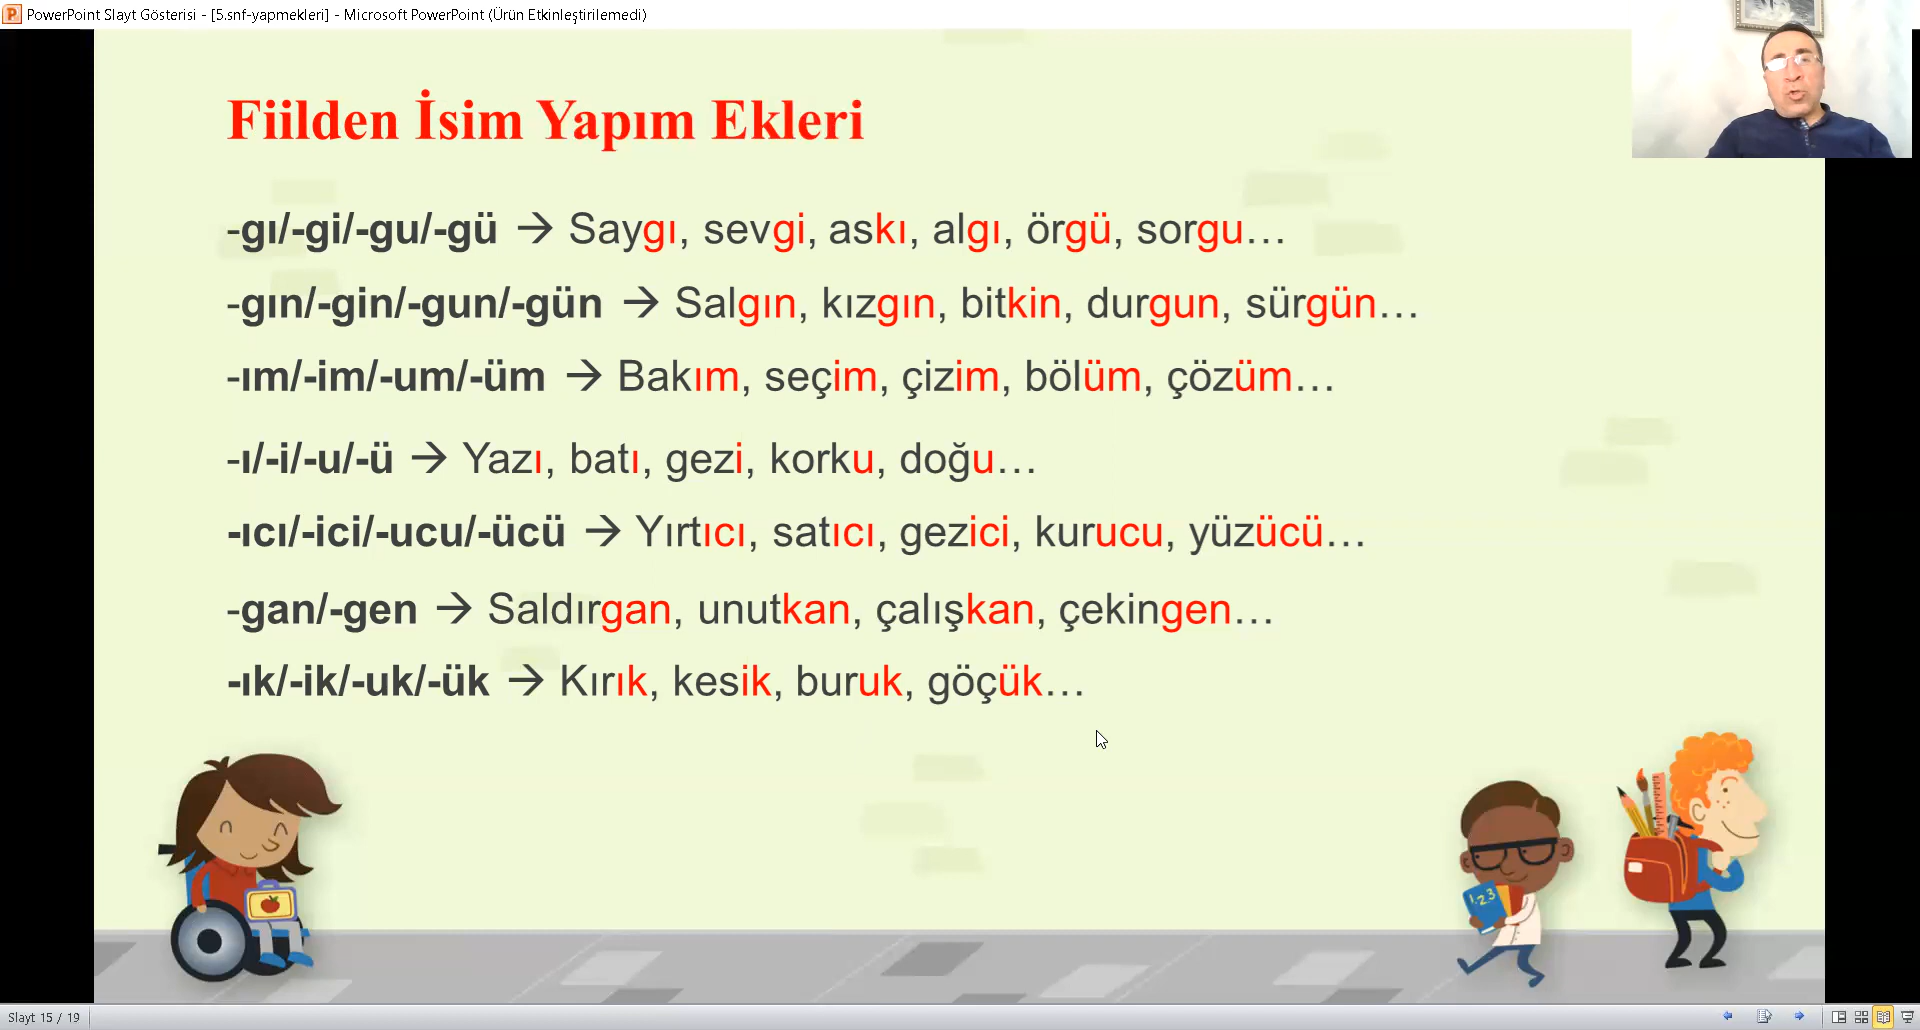 PowerPoint Slayt Gösterisi - [5.snf-yapmekleri] - Microsoft PowerPoint (Ürün Etkinleştirilemedi)
Fiilden İsim Yapım Ekleri
-gı/-gi/-gu/-gü → Saygı, sevgi, askı, algı, örgü, sorgu…
-gın/-gin/-gun/-gün → Salgın, kızgın, bitkin, durgun, sürgün…
-ım/-im/-um/-üm → Bakım, seçim, çizim, bölüm, çözüm…
-ı/-i/-u/-ü → Yazı, batı, gezi, korku, doğu…
-ıcı/-ici/-ucu/-ücü → Yırtıcı, satıcı, gezici, kurucu, yüzücü…
-gan/-gen → Saldırgan, unutkan, çalışkan, çekingen…
-ık/-ik/-uk/-ük → Kırık, kesik, buruk, göçük…
1.2.3
Slayt 15 / 19